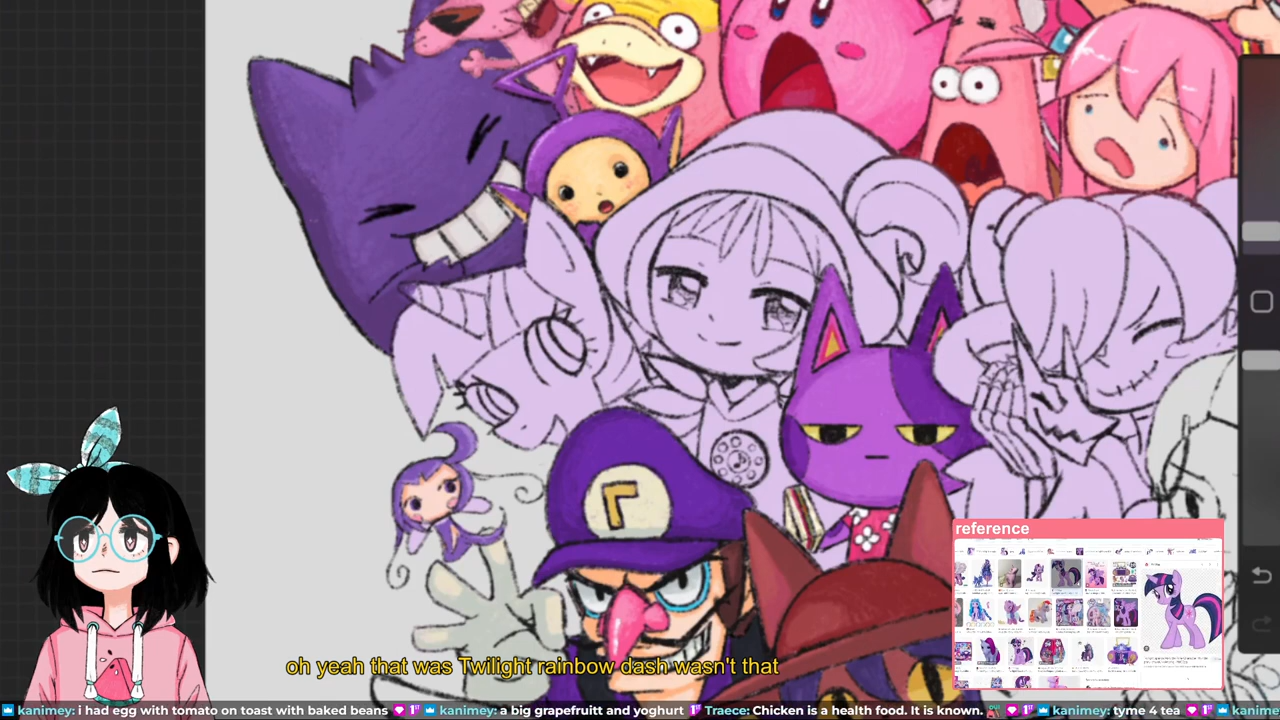 reference
oh yeah that was Twilight rainbow dash wasn't that
kanimey: i had egg with tomato on toast with baked beans kanimey: a big grapefruitt and yoghurt Traece: Chicken is a health food. It is known. kanimey: tyme 4 tea kanime